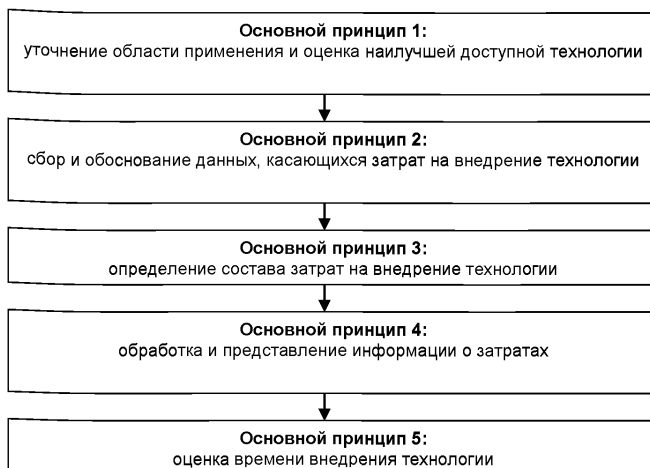 Основной принцип 1:
уточнение области применения и оценка наилучшей доступной технологии
Основной принцип 2:
сбор и обоснование данных, касающихся затрат на внедрение технологии
Основной принцип 3:
определение состава затрат на внедрение технологии
Основной принцип 4:
обработка и представление информации о затратах
Основной принцип 5:
оценка времени внедрения технологии